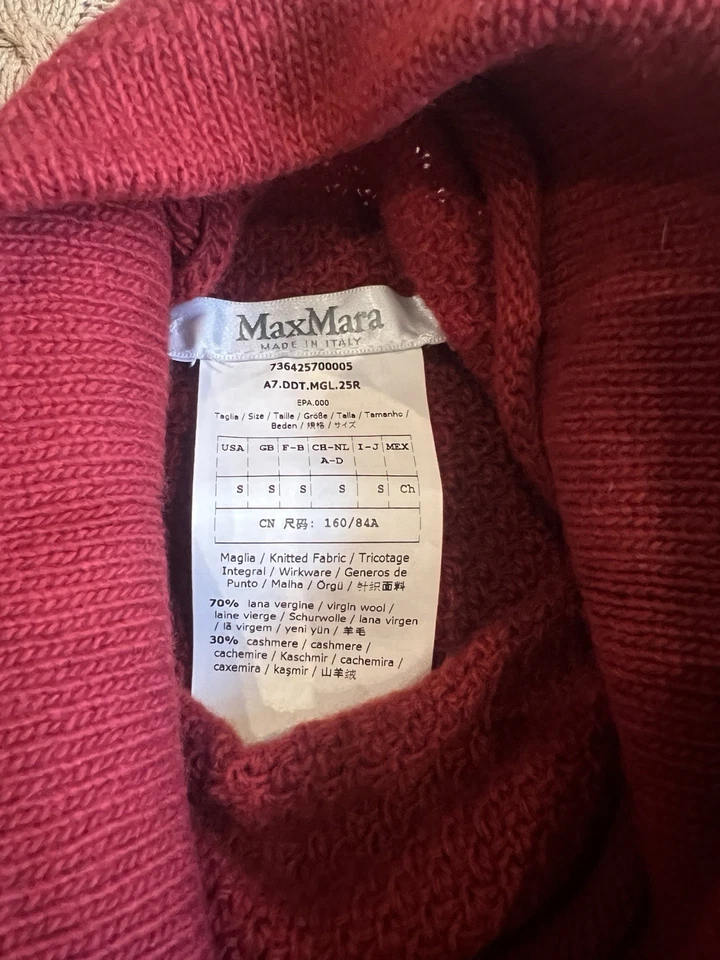 MaxMara
MADE IN ITALY
736425700005
A7.DDT.MGL.25R
EPA.000
Taglia / Size / Taille / Größe / Talla / Tamanho /
Beden / 規格 / サイズ
USA GB F-B CH-NL I-J MEX
A-D
S S S S S Ch
CN 尺码: 160/84A
Maglia / Knitted Fabric / Tricotage
Integral / Wirkware / Generos de
Punto / Malha / Örgü / 针织面料
70% lana vergine / virgin wool /
laine vierge / Schurwolle / lana virgen
/ lã virgem / yeni yün / 羊毛
30% cashmere / cashmere /
cachemire / Kaschmir / cachemira /
caxemira / kaşmir / 山羊绒